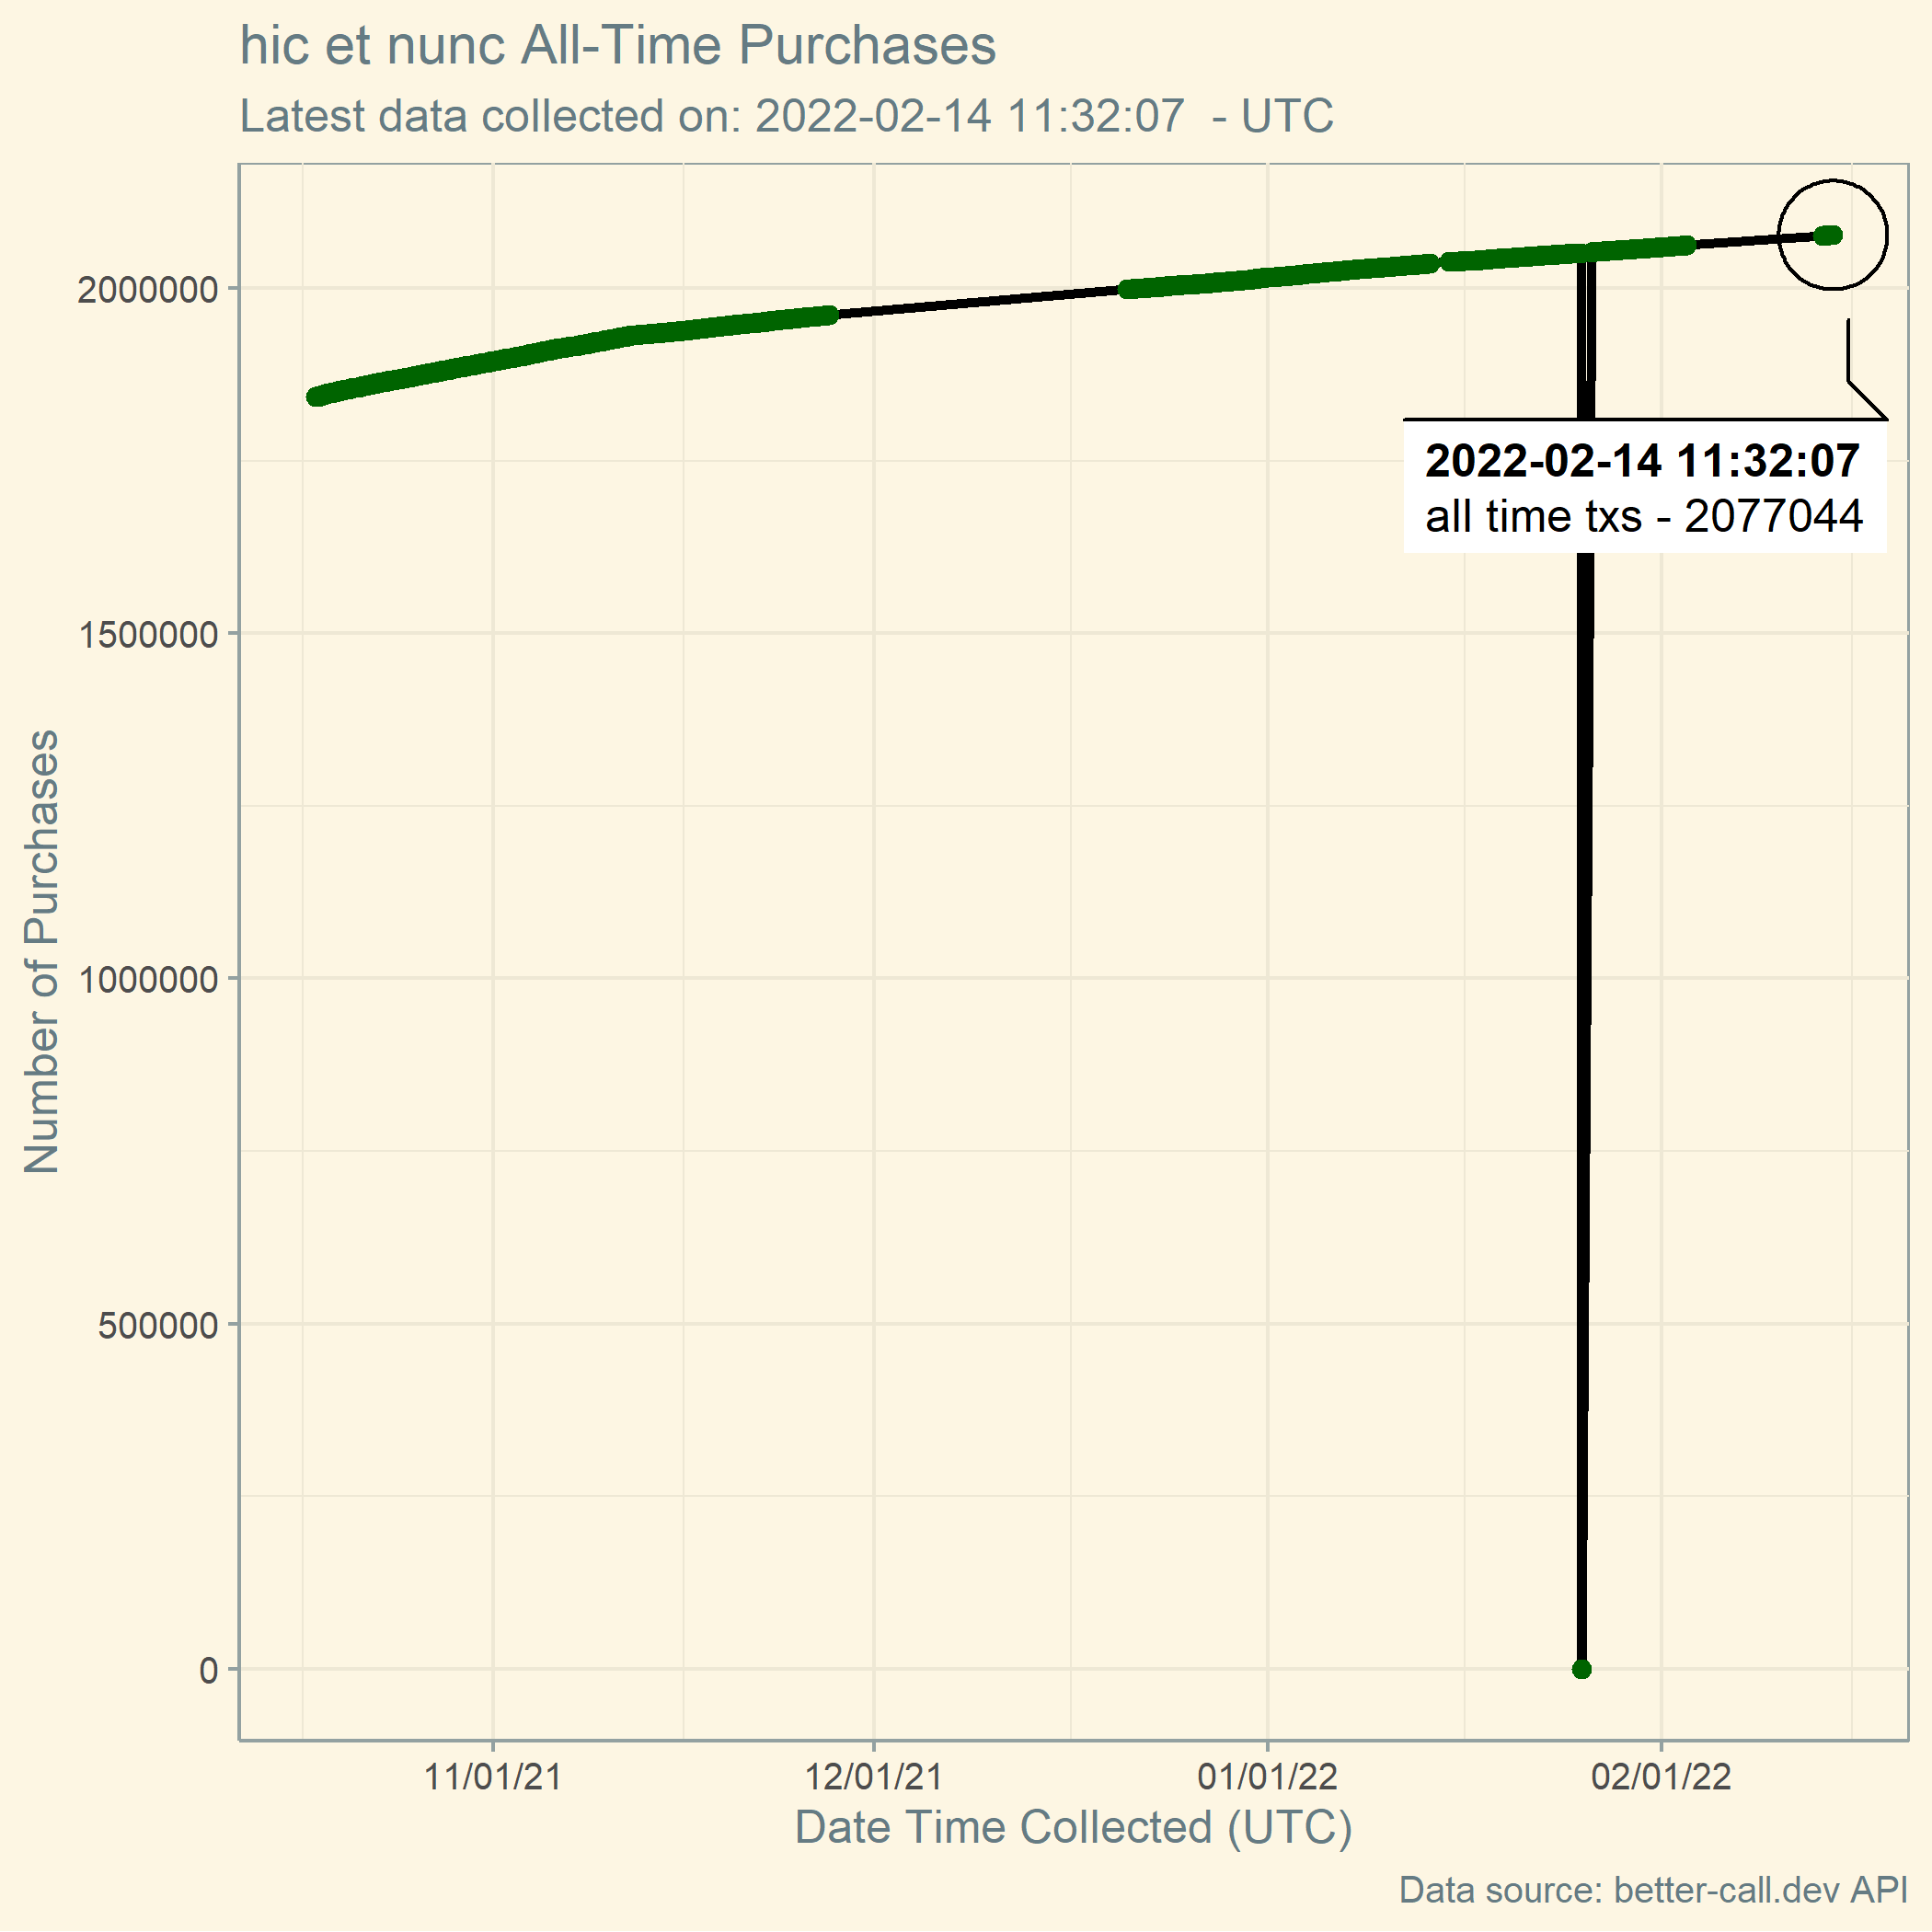 hic et nunc All-Time Purchases
Latest data collected on: 2022-02-14 11:32:07  - UTC
Number of Purchases
2000000
1500000
1000000
500000
0
2022-02-14 11:32:07
all time txs - 2077044
11/01/21
12/01/21
01/01/22
02/01/22
Date Time Collected (UTC)
Data source: better-call.dev API